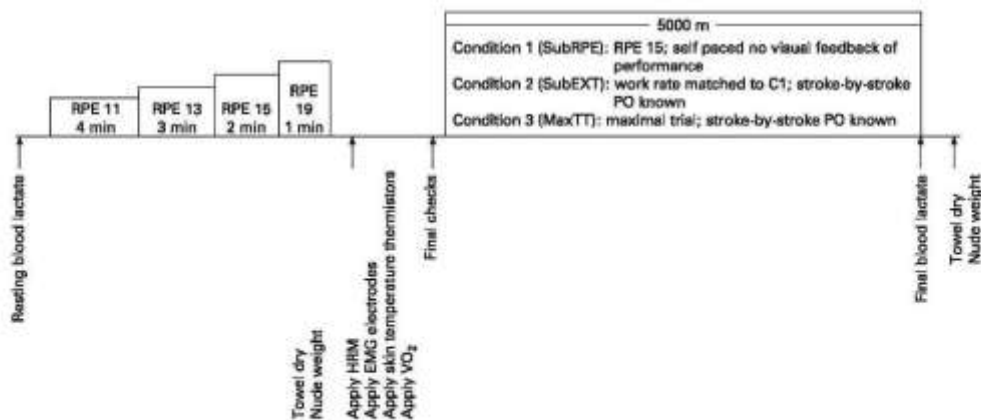 5000 m
Condition 1 (SubRPE): RPE 15; self paced no visual feedback of
performance
Condition 2 (SubEXT): work rate matched to C1; stroke-by-stroke
PO known
Condition 3 (MaxTT): maximal trial; stroke-by-stroke PO known
RPE 11
4 min
RPE 13
3 min
RPE 15
2 min
RPE
19
1 min
Resting blood lactate
Towel dry
Nude weight
Apply HRM
Apply EMG electrodes
Apply skin temperature thermistors
Apply VO₂
Final checks
Final blood lactate
Towel dry
Nude weight